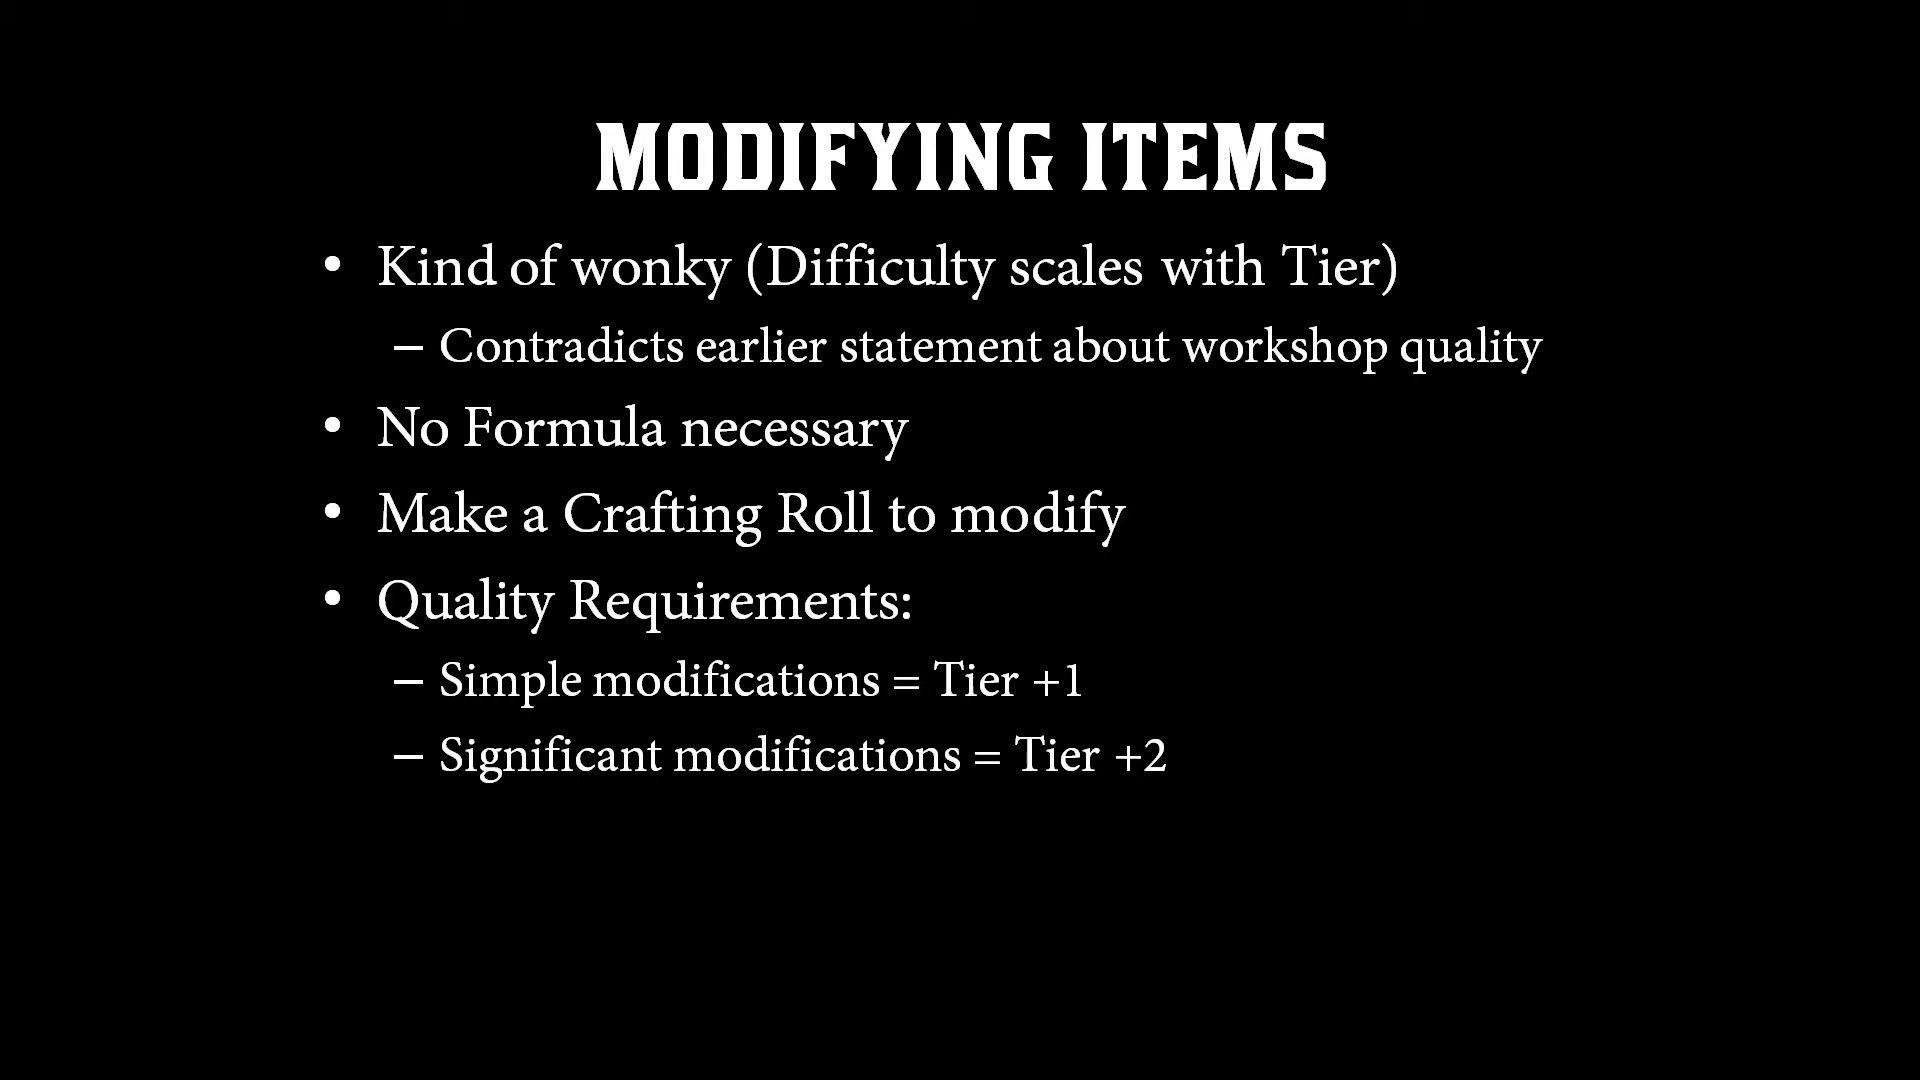 MODIFYING ITEMS
• Kind of wonky (Difficulty scales with Tier)
– Contradicts earlier statement about workshop quality
• No Formula necessary
• Make a Crafting Roll to modify
• Quality Requirements:
– Simple modifications = Tier +1
– Significant modifications = Tier +2